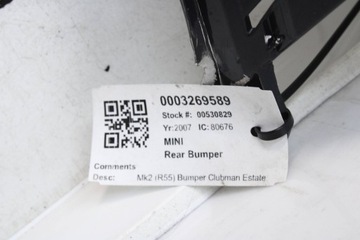 0003269589
Stock #: 00530829
Yr:2007 IC:80676
MINI
Rear Bumper
Comments
Desc: Mk2 (R55) Bumper Clubman Estate